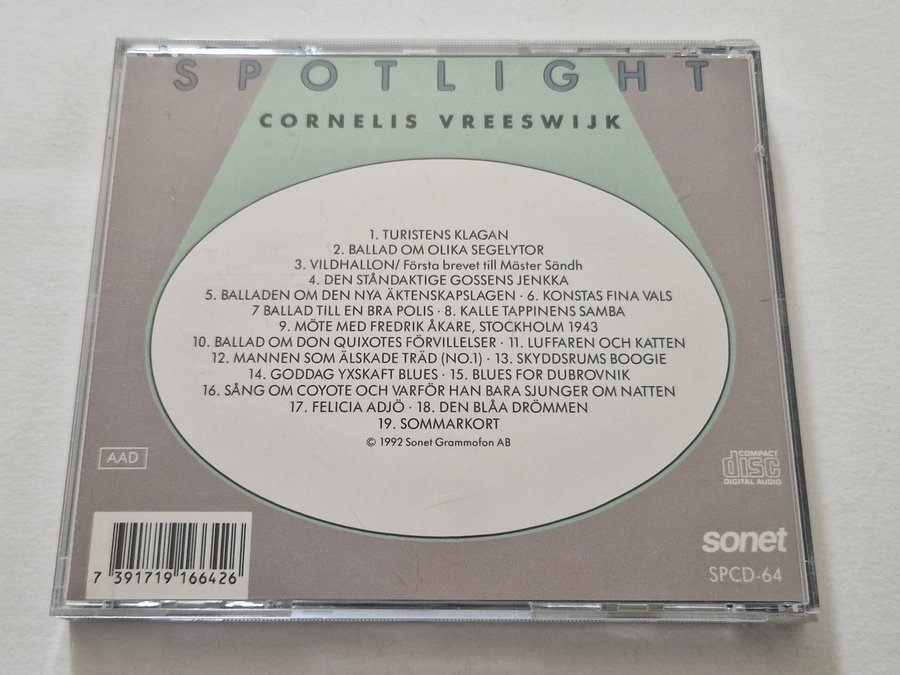 SPOTLIGHT
CORNELIS VREESWIJK
1. TURISTENS KLAGAN
2. BALLAD OM OLIKA SEGELYTOR
3. VILDHALLON/ Första brevet till Mäster Sändh
4. DEN STÅNDAKTIGE GOSSENS JENKKA
5. BALLADEN OM DEN NYA ÄKTENSKAPSLAGEN · 6. KONSTAS FINA VALS
7 BALLAD TILL EN BRA POLIS · 8. KALLE TAPPINENS SAMBA
9. MÖTE MED FREDRIK ÅKARE, STOCKHOLM 1943
10. BALLAD OM DON QUIXOTES FÖRVILLELSER · 11. LUFFAREN OCH KATTEN
12. MANNEN SOM ÄLSKADE TRÄD (NO.1) · 13. SKYDDSRUMS BOOGIE
14. GODDAG YXSKAFT BLUES · 15. BLUES FOR DUBROVNIK
16. SÅNG OM COYOTE OCH VARFÖR HAN BARA SJUNGER OM NATTEN
17. FELICIA ADJÖ · 18. DEN BLÅA DRÖMMEN
19. SOMMARKORT
© 1992 Sonet Grammofon AB
AAD
COMPACT
disc
DIGITAL AUDIO
sonet
SPCD-64
7 391719 166426